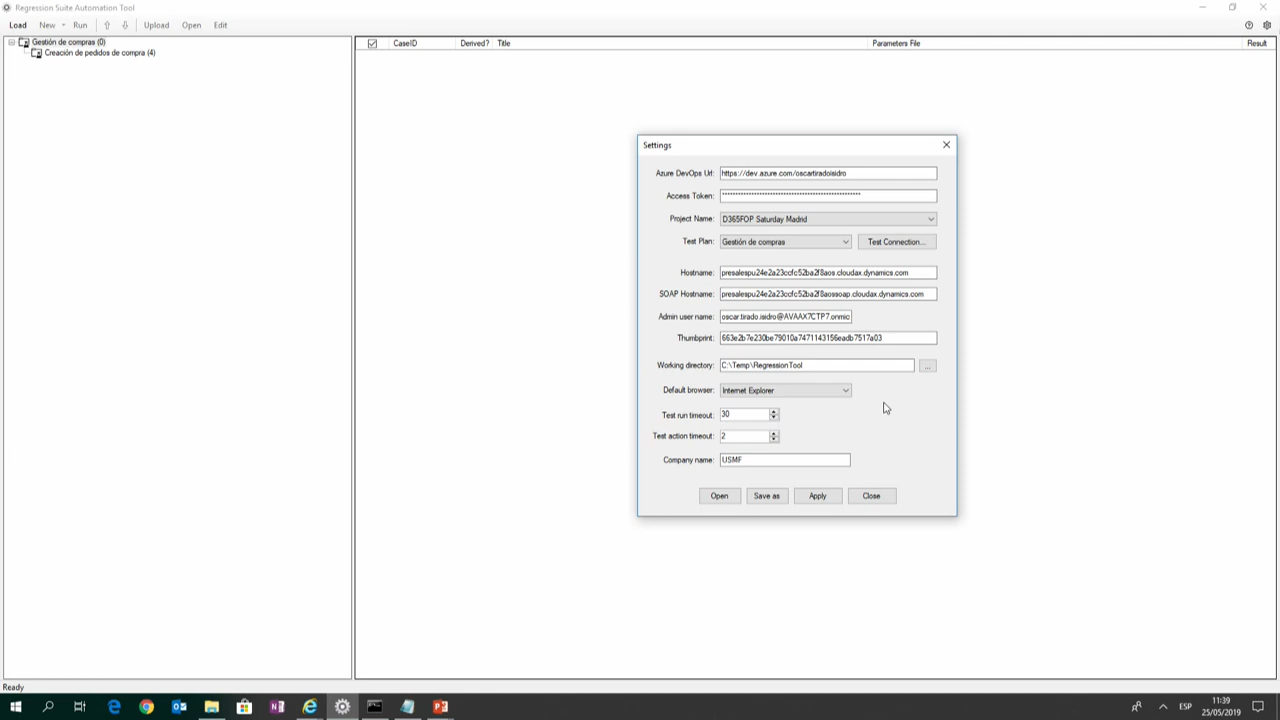 Regression Suite Automation Tool
Load New Run Upload Open Edit
Gestión de compras (0)
Creación de pedidos de compra (4)
CaseID Derived? Title Parameters File Result
Settings
Azure DevOps Url: https://dev.azure.com/oscartiradoisidro
Access Token:
Project Name: D365FOP Saturday Madrid
Test Plan: Gestión de compras Test Connection...
Hostname: presalespu24e2a23ccfc52ba2f8aos.cloudax.dynamics.com
SOAP Hostname: presalespu24e2a23ccfc52ba2f8aossoap.cloudax.dynamics.com
Admin user name: oscar.tirado.isidro@AVAAX7CTP7.onmic
Thumbprint: 663e2b7e230be79010a7471143156eadb7517a03
Working directory: C:\Temp\RegressionTool ...
Default browser: Internet Explorer
Test run timeout: 30
Test action timeout: 2
Company name: USMF
Open Save as Apply Close
Ready
ESP 11:39
25/05/2019